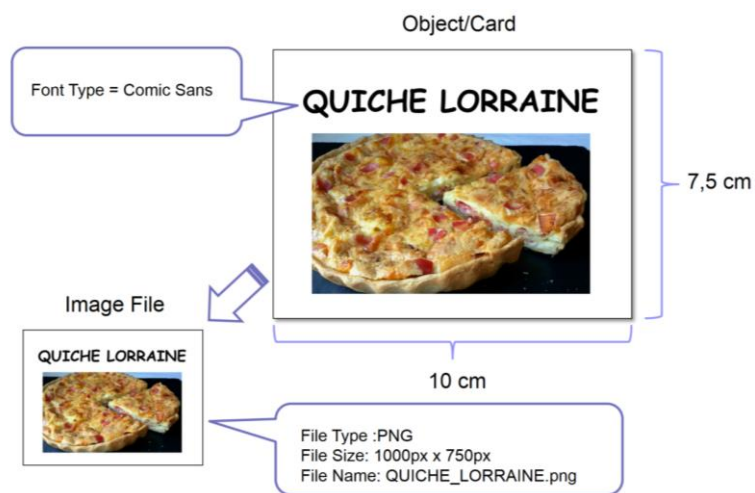 Object/Card
Font Type = Comic Sans
QUICHE LORRAINE
7,5 cm
Image File
QUICHE LORRAINE
10 cm
File Type :PNG
File Size: 1000px x 750px
File Name: QUICHE_LORRAINE.png